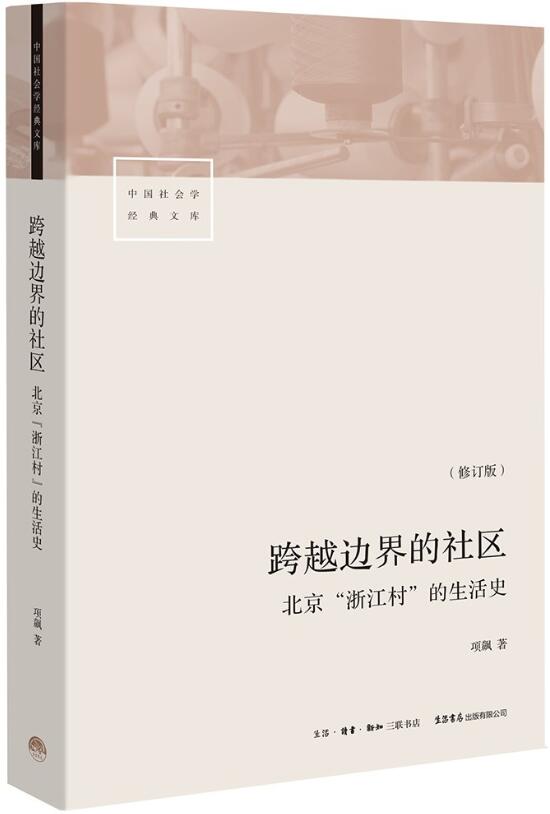 中国社会学经典文库
跨越边界的社区
北京『浙江村』的生活史
项飙 著
中国社会学
经典文库
（修订版）
跨越边界的社区
北京“浙江村”的生活史
项飙 著
生活·读书·新知三联书店 生活书店出版有限公司